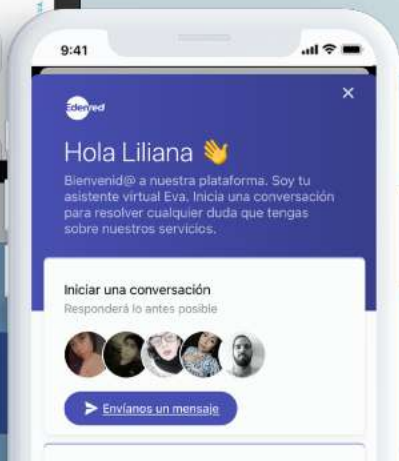 9:41
Edenred
Hola Liliana 👋
Bienvenid@ a nuestra plataforma. Soy tu
asistente virtual Eva. Inicia una conversación
para resolver cualquier duda que tengas
sobre nuestros servicios.
Iniciar una conversación
Responderá lo antes posible
Envíanos un mensaje